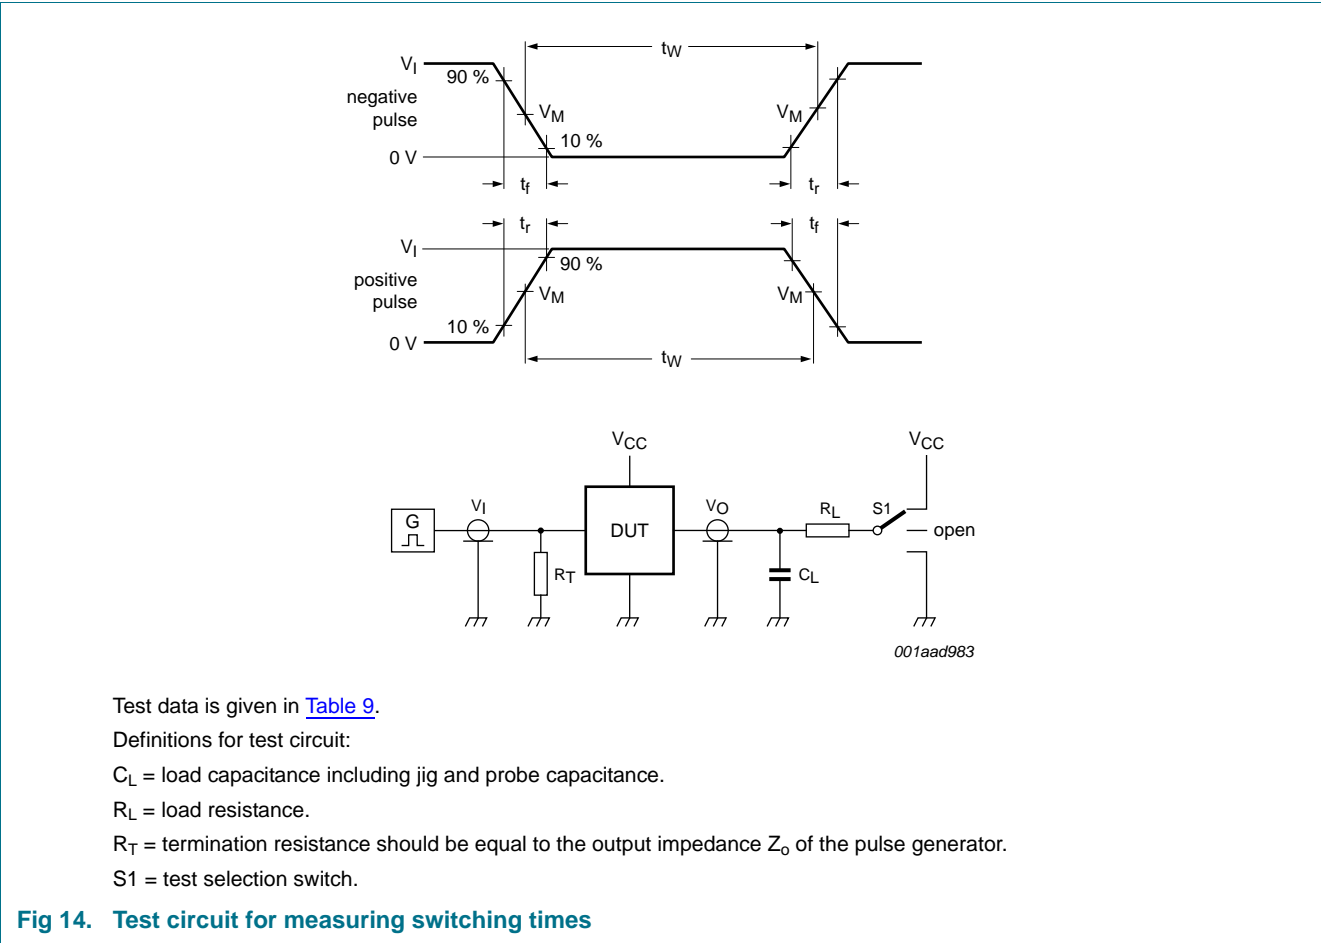 tW
VI
90 %
negative
pulse
VM
VM
10 %
0 V
tf
tr
tr
tf
VI
90 %
positive
pulse
VM
VM
10 %
0 V
tW
VCC
VCC
G
VI
DUT
VO
RL
S1
open
RT
CL
001aad983
Test data is given in Table 9.
Definitions for test circuit:
CL = load capacitance including jig and probe capacitance.
RL = load resistance.
RT = termination resistance should be equal to the output impedance Zo of the pulse generator.
S1 = test selection switch.
Fig 14. Test circuit for measuring switching times